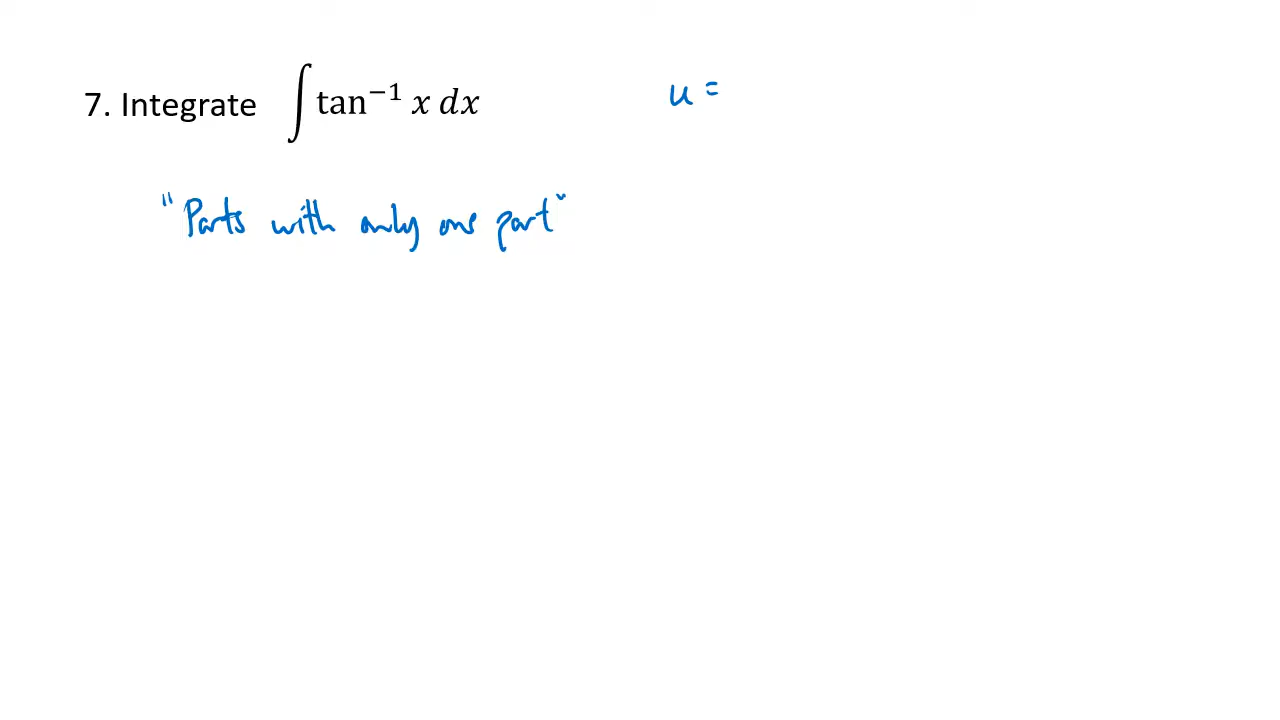 7. Integrate ∫ tan⁻¹ x dx
u =
"Parts with only one part"